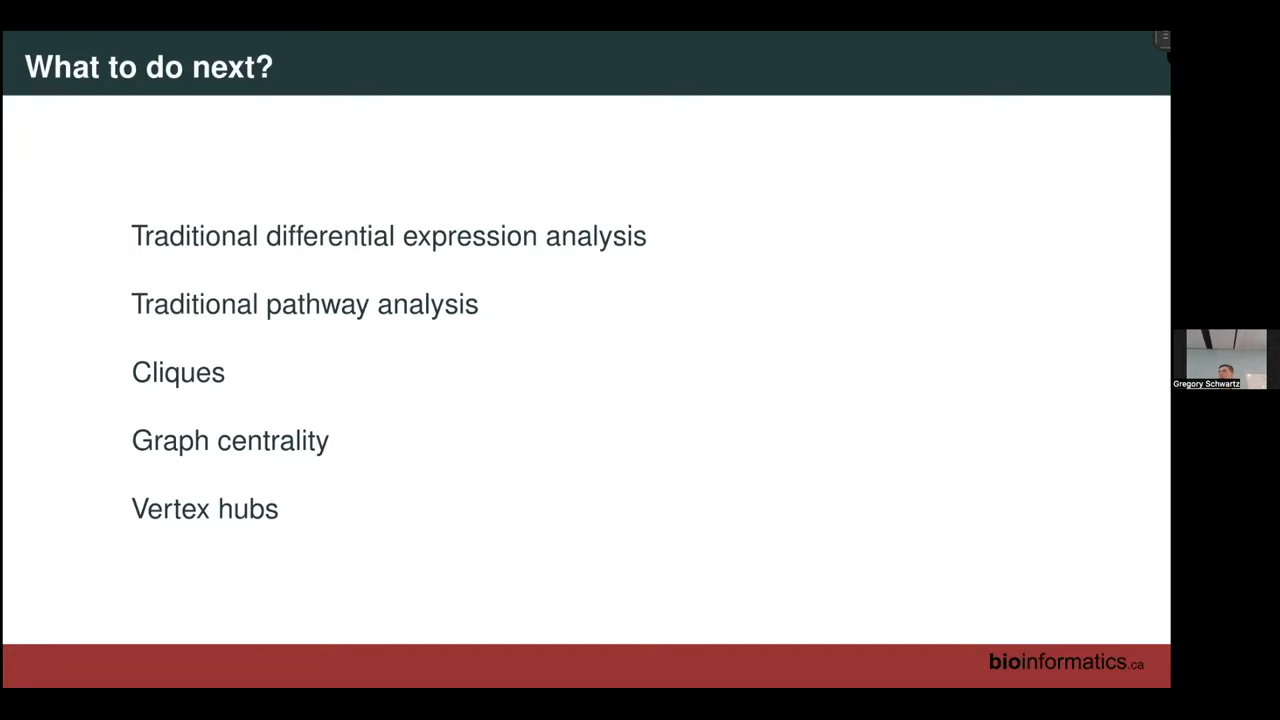 What to do next?
Traditional differential expression analysis
Traditional pathway analysis
Cliques
Graph centrality
Vertex hubs
Gregory Schwartz
bioinformatics.ca